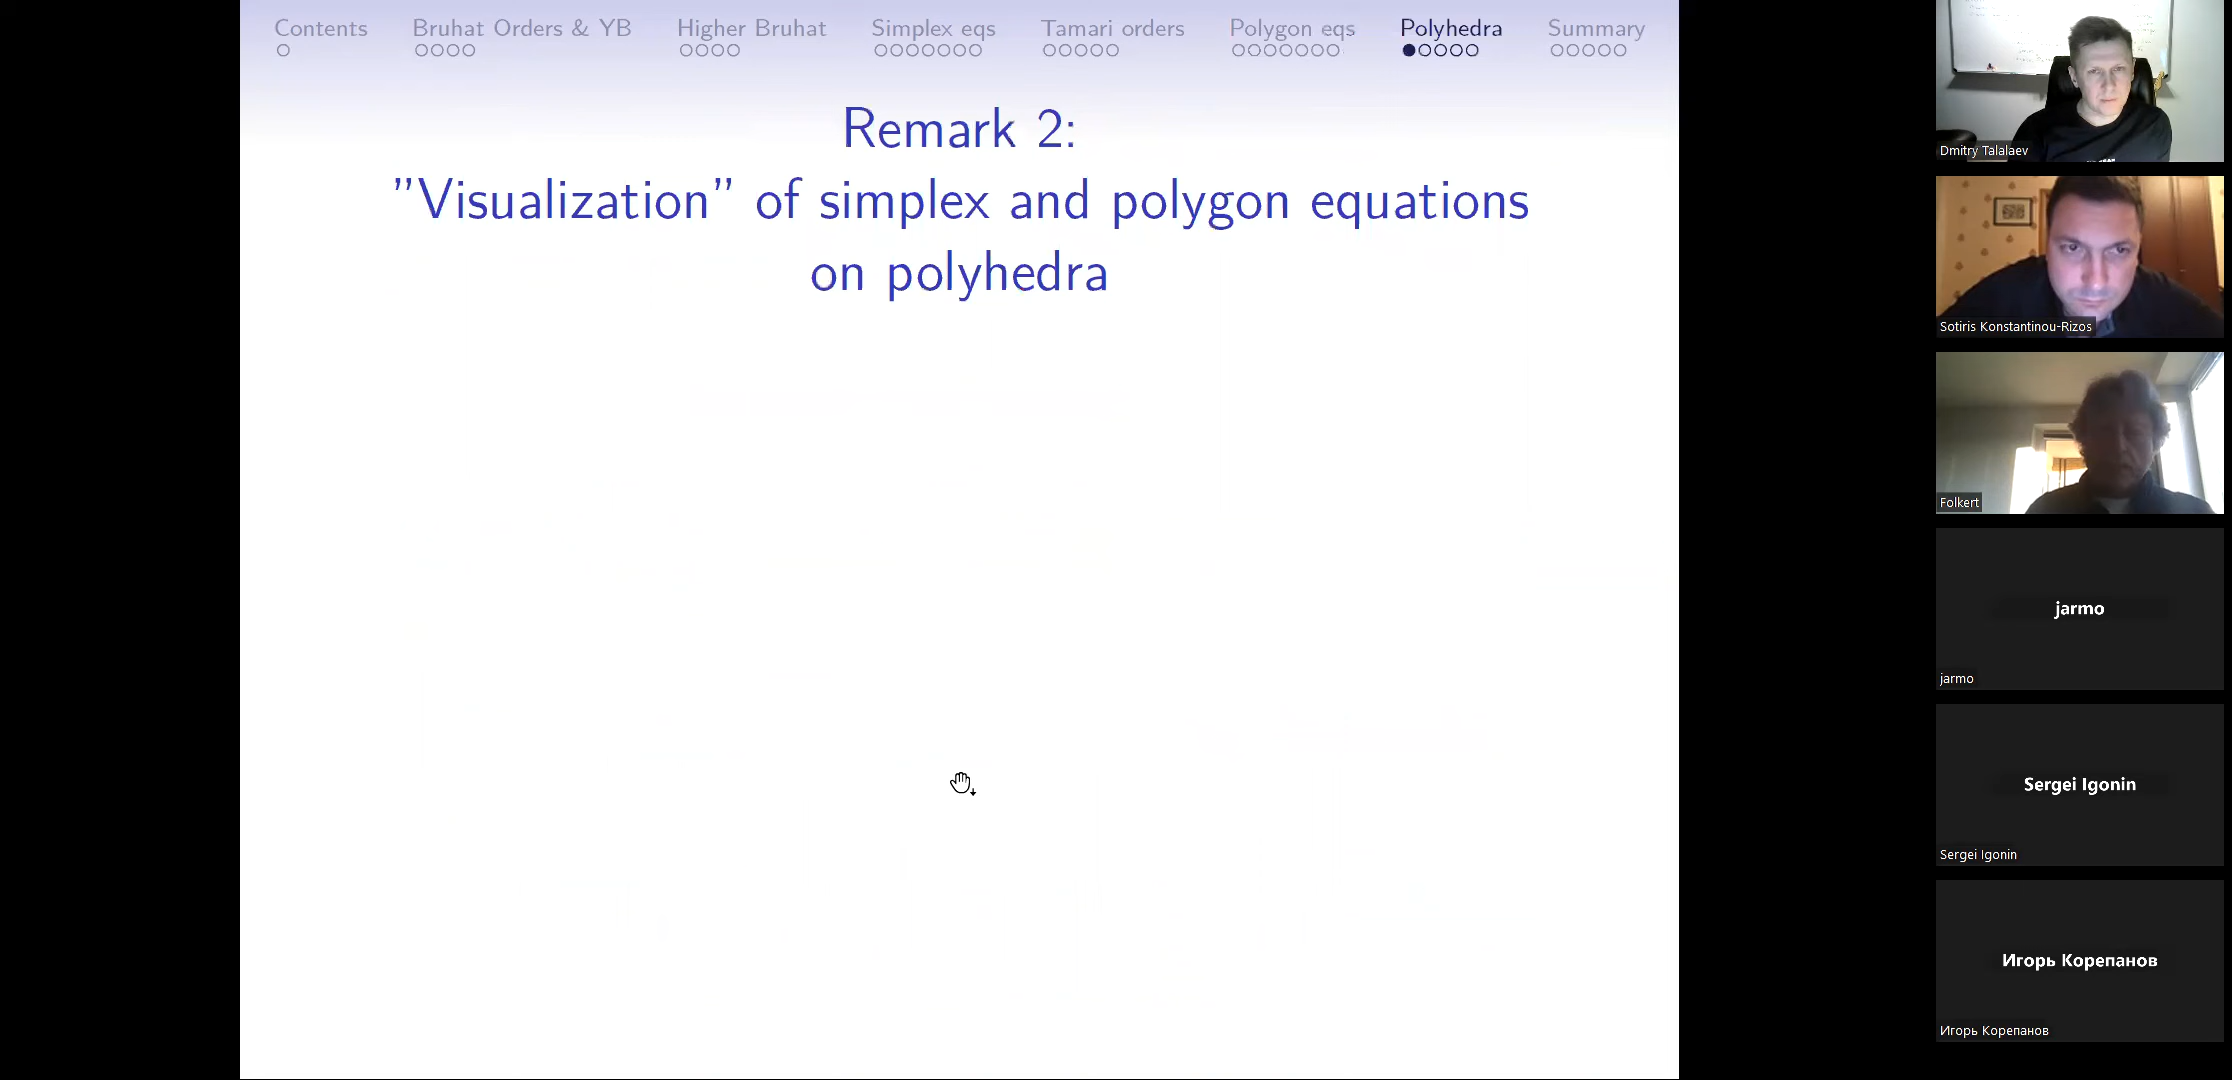 Contents Bruhat Orders & YB Higher Bruhat Simplex eqs Tamari orders Polygon eqs Polyhedra Summary
Remark 2:
"Visualization" of simplex and polygon equations
on polyhedra
Dmitry Talalaev
Sotiris Konstantinou-Rizos
Folkert
jarmo
jarmo
Sergei Igonin
Sergei Igonin
Игорь Корепанов
Игорь Корепанов